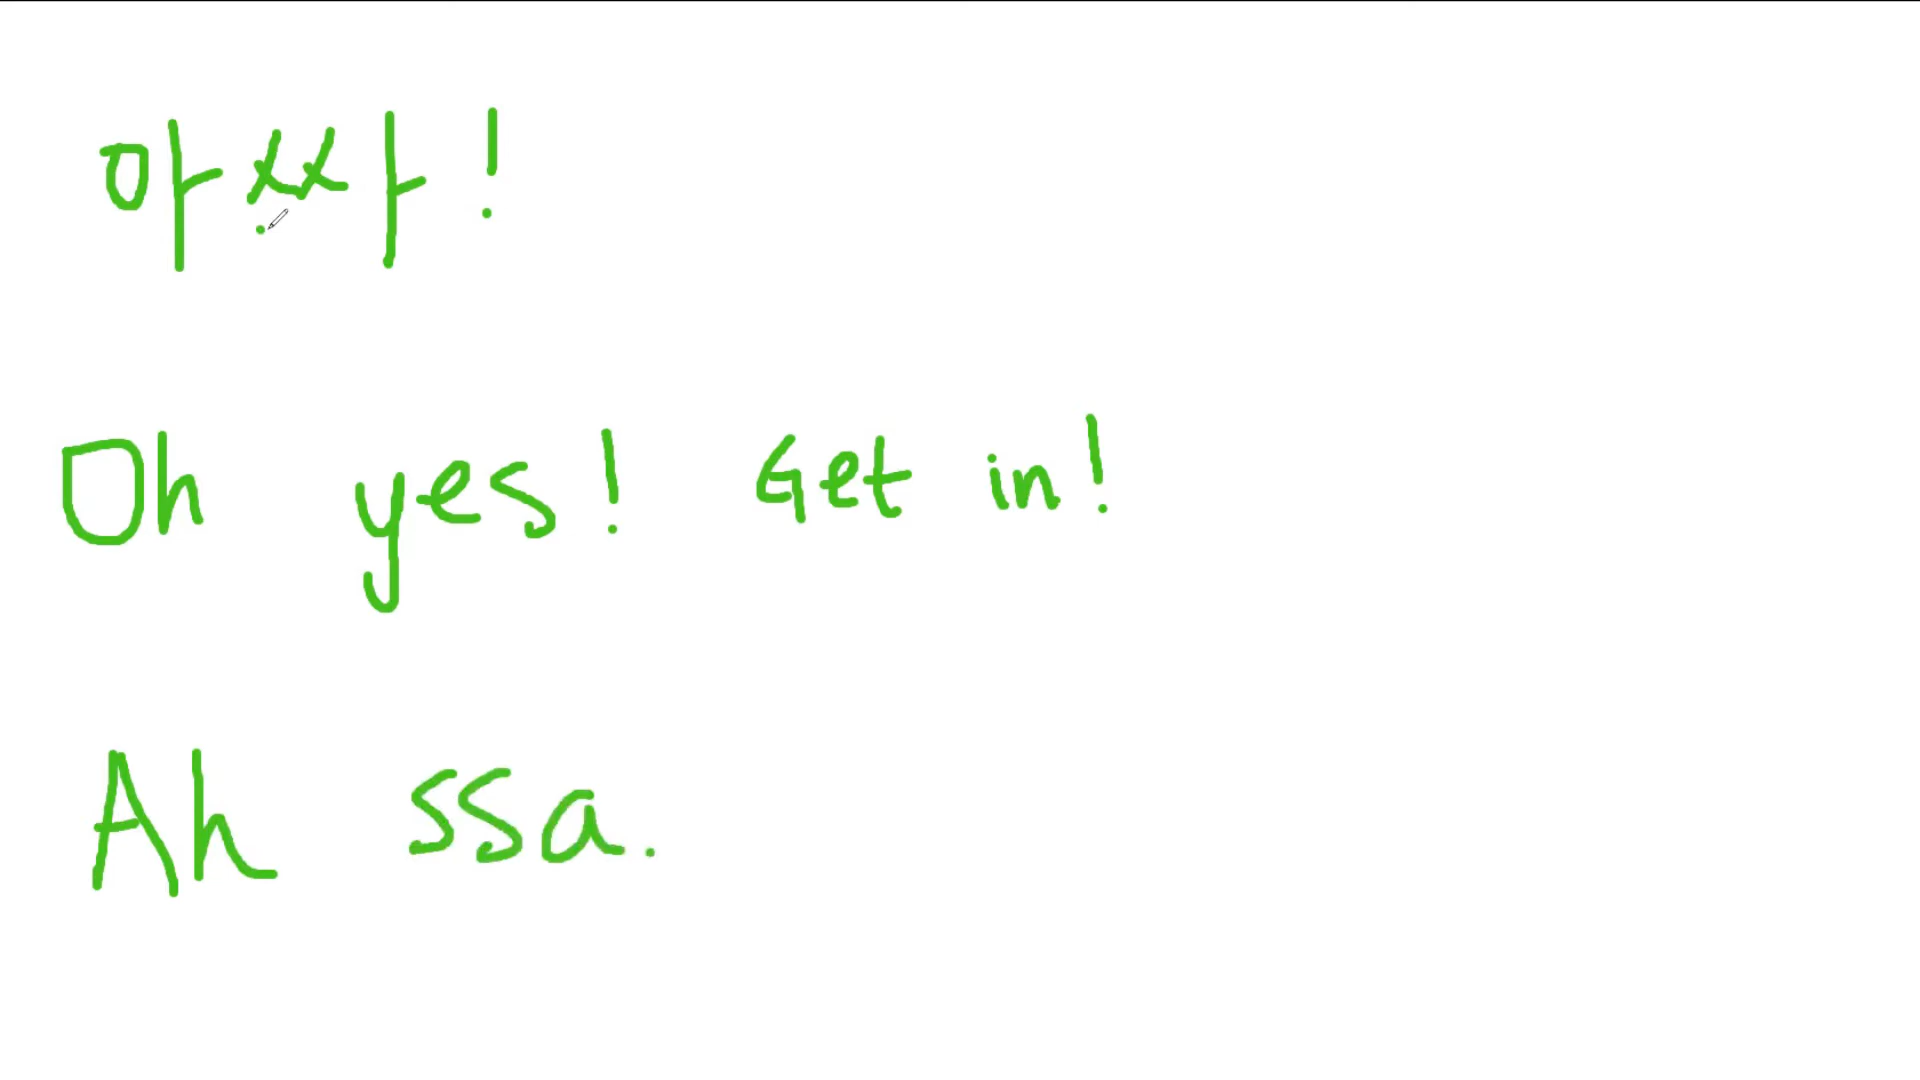 아싸!
Oh yes! Get in!
Ah ssa.